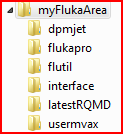 myFlukaArea
dpmjet
flukapro
flutil
interface
latestRQMD
usermvax